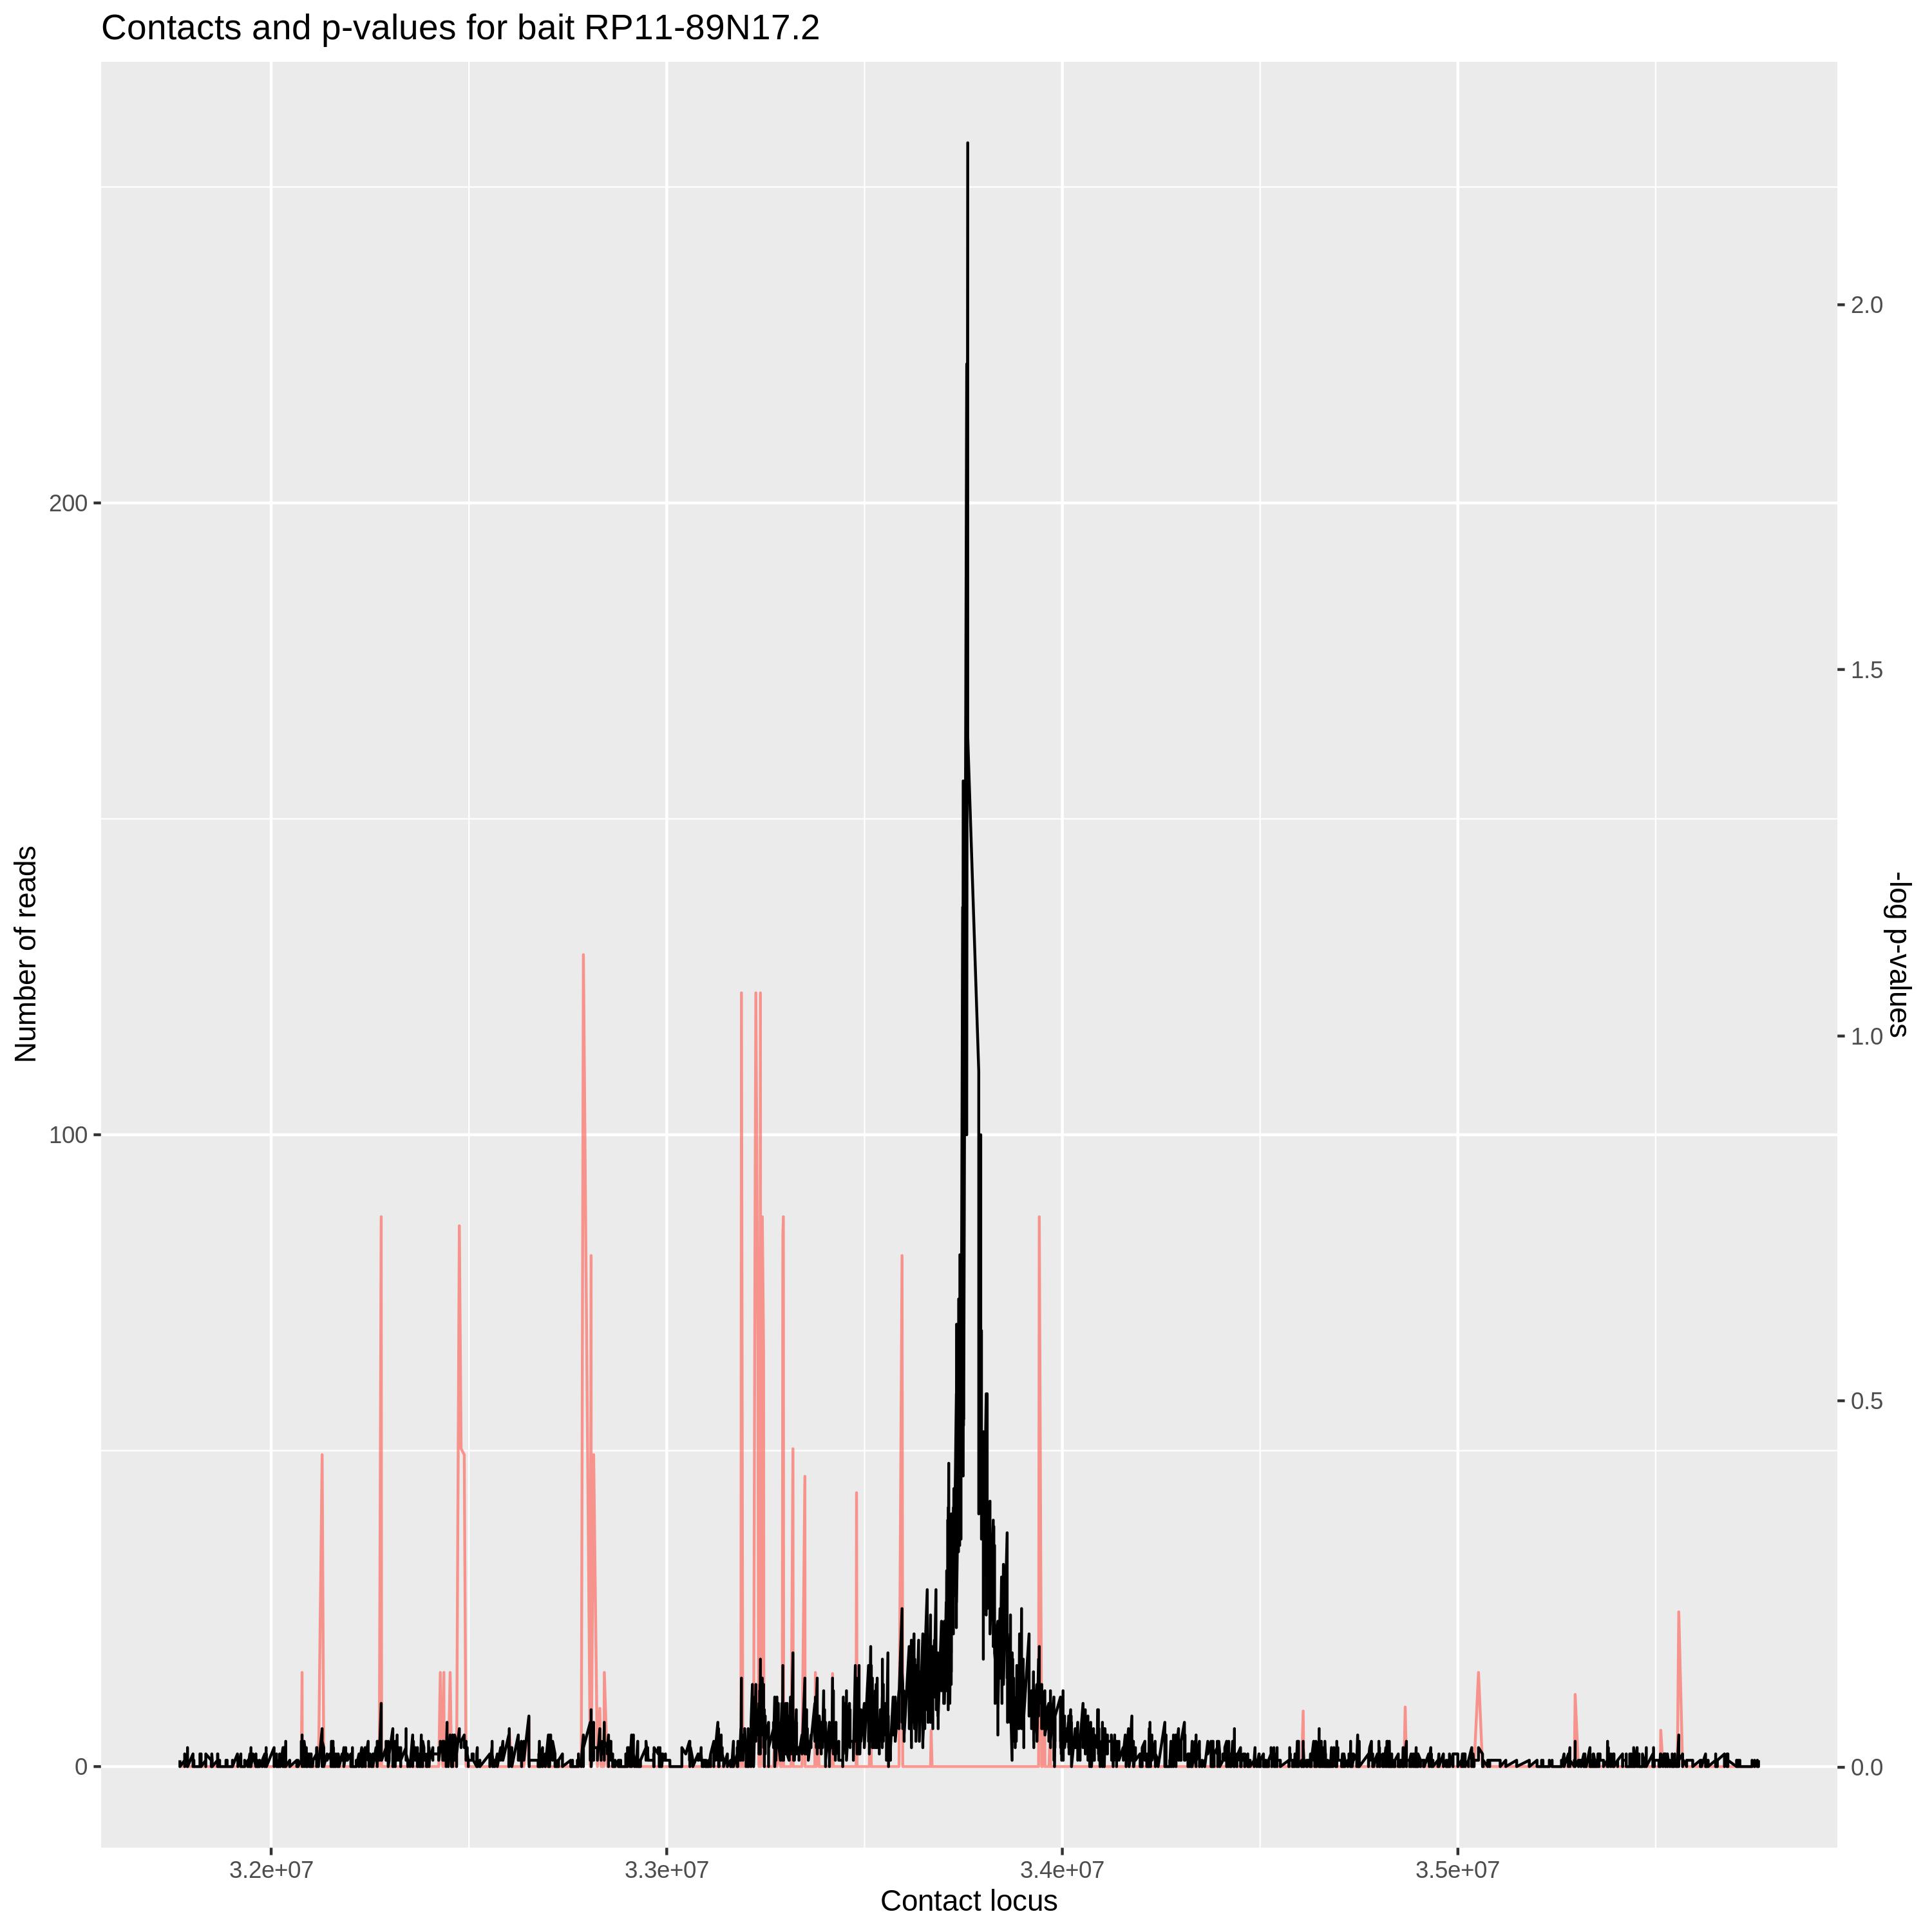 Contacts and p-values for bait RP11-89N17.2
Number of reads
200
100
0
2.0
1.5
1.0
0.5
0.0
-log p-values
3.2e+07 3.3e+07 3.4e+07 3.5e+07
Contact locus